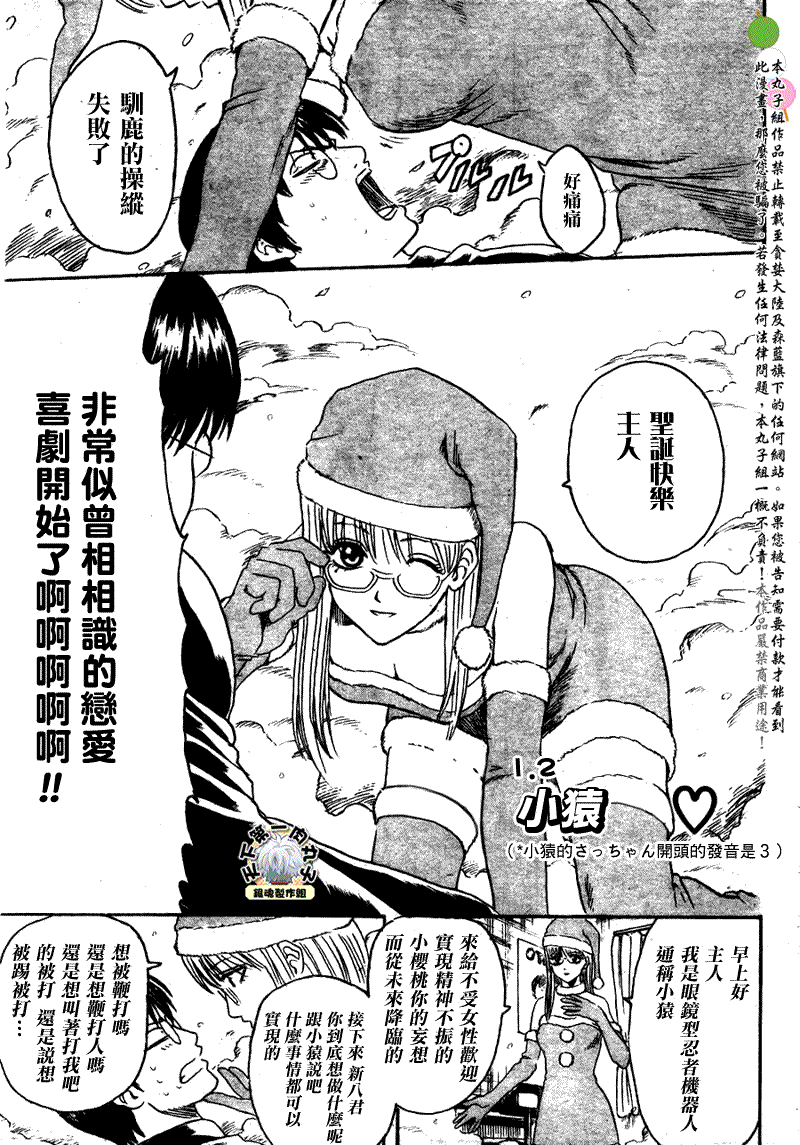 好痛痛
馴鹿的操縱
失敗了
聖誕快樂
主人
非常似曾相相識的戀愛
喜劇開始了啊啊啊啊啊!!
1.2
小猿 ♡
(*小猿的さっちゃん開頭的發音是3)
早上好
主人
我是眼鏡型忍者機器人
通稱小猿
來給不受女性歡迎
實現精神不振的
小櫻桃你的妄想
而從未來降臨的
接下來 新八君
你到底想做什麼呢
跟小猿說吧
什麼事情都可以
實現的
想被鞭打嗎
還是想鞭打人嗎
還是想叫著打我吧
的被打 還是説想
被踢被打…
本丸子組作品禁止轉載至貪婪大陸及森藍旗下的任何網站。如果您被告知需要付款才能看到
此漫畫，那麼您被騙了。若發生任何法律問題，本丸子組一概不負責！本作品嚴禁商業用途！
天下第一的丸子
銀魂製作組